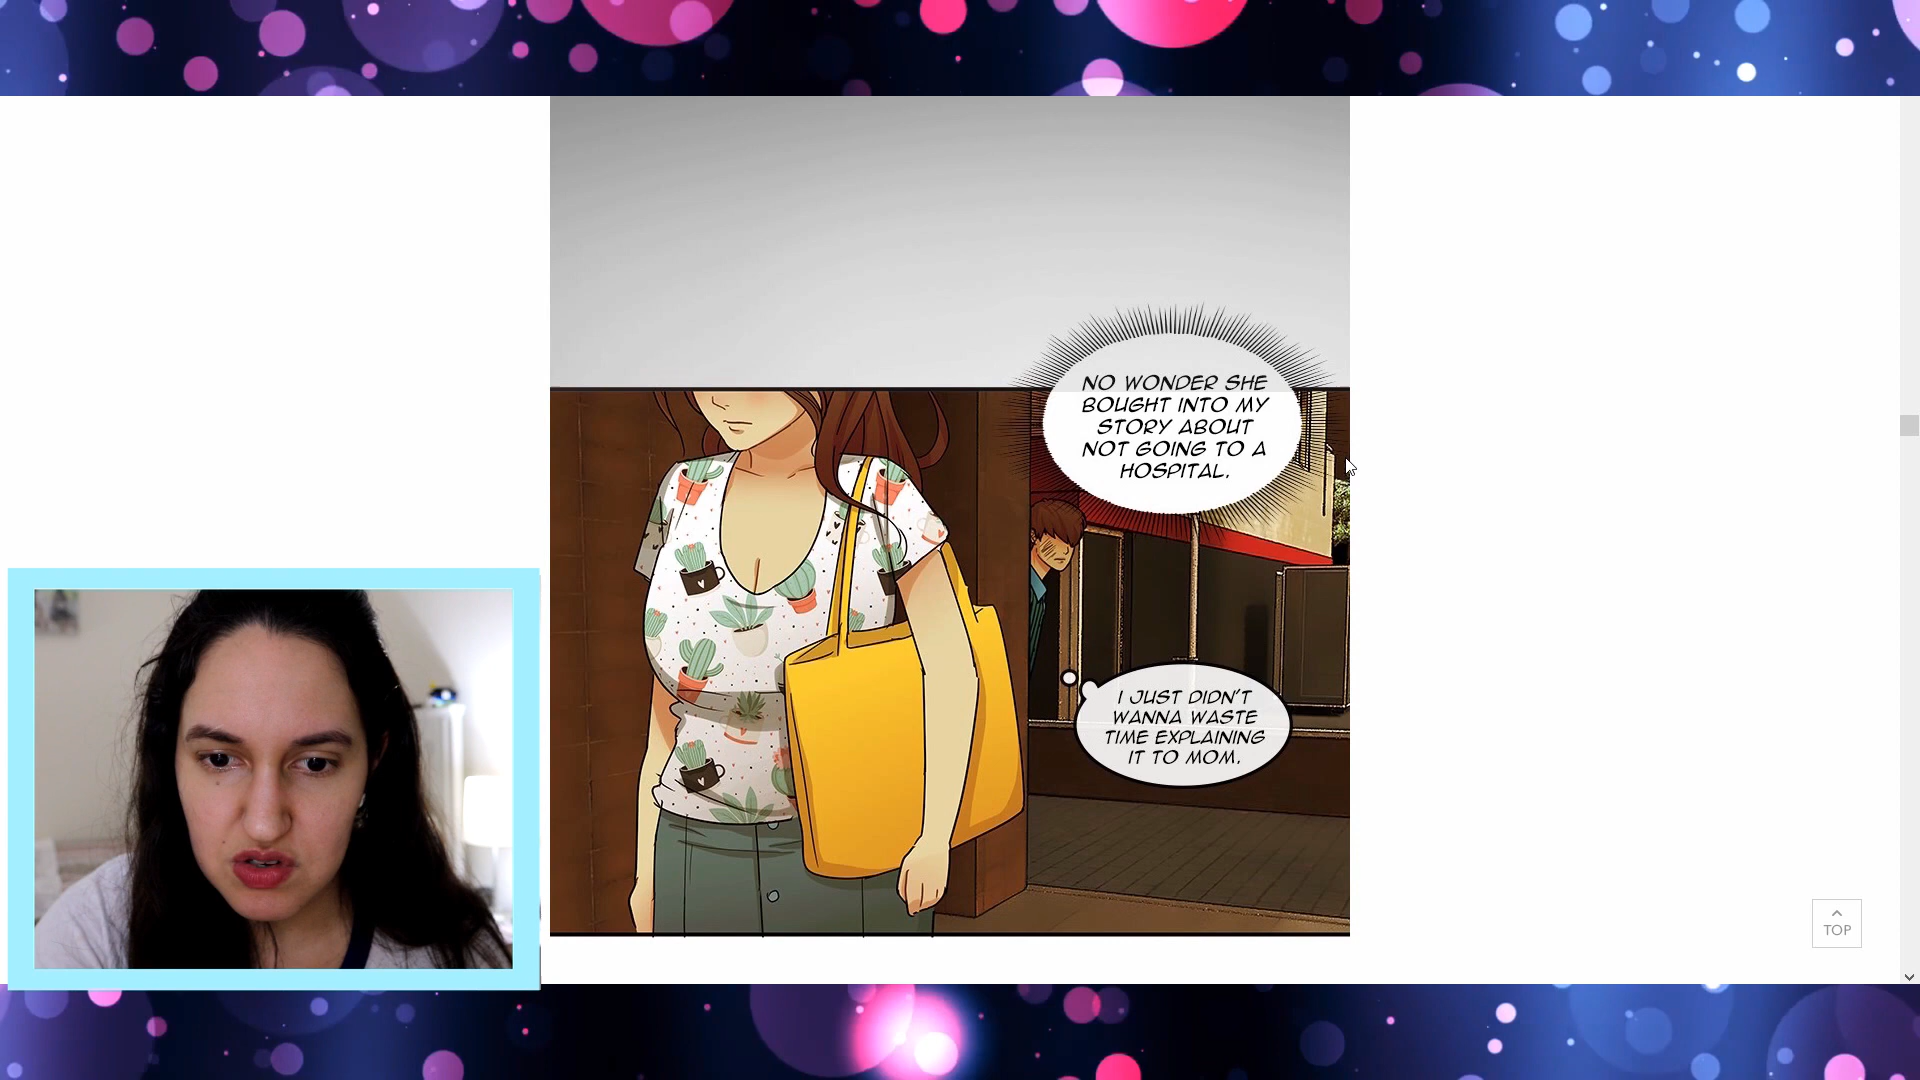 NO WONDER SHE
BOUGHT INTO MY
STORY ABOUT
NOT GOING TO A
HOSPITAL.
I JUST DIDN'T
WANNA WASTE
TIME EXPLAINING
IT TO MOM.
TOP